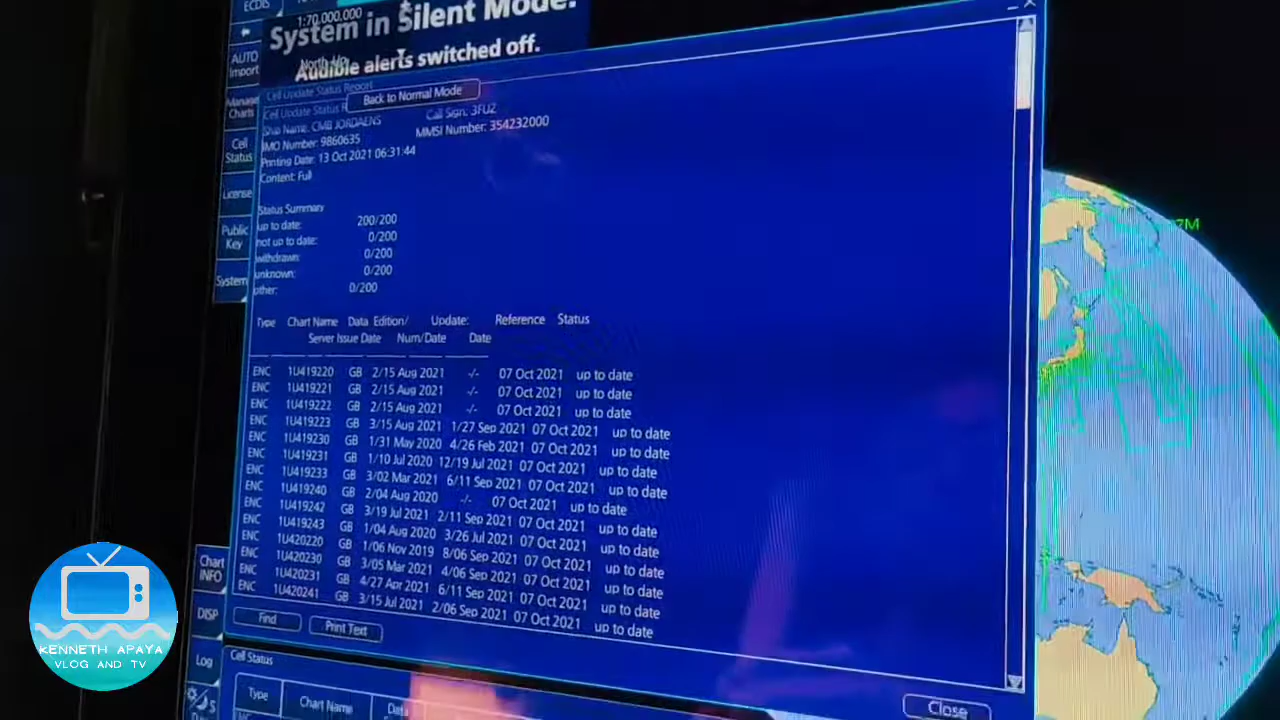 ECDIS
1:70,000,000
System in Silent Mode.
North Up
Audible alerts switched off.
AUTO
Import
Manage
Charts
Cell
Status
License
Public
Key
System
Cell Update Status Report
Back to Normal Mode
Cell Update Status R
Ship Name: CMB JORDAENS Call Sign: 3FU2
IMO Number: 9860635 MMSI Number: 354232000
Printing Date: 13 Oct 2021 06:31:44
Content: Full
Status Summary
up to date: 200/200
not up to date: 0/200
withdrawn: 0/200
unknown: 0/200
other: 0/200
Type Chart Name Data Edition/ Update: Reference Status
Server Issue Date Num/Date Date
ENC 1U419220 GB 2/15 Aug 2021 -/- 07 Oct 2021 up to date
ENC 1U419221 GB 2/15 Aug 2021 -/- 07 Oct 2021 up to date
ENC 1U419222 GB 2/15 Aug 2021 -/- 07 Oct 2021 up to date
ENC 1U419223 GB 3/15 Aug 2021 1/27 Sep 2021 07 Oct 2021 up to date
ENC 1U419230 GB 1/31 May 2020 4/26 Feb 2021 07 Oct 2021 up to date
ENC 1U419231 GB 1/10 Jul 2020 12/19 Jul 2021 07 Oct 2021 up to date
ENC 1U419233 GB 3/02 Mar 2021 6/11 Sep 2021 07 Oct 2021 up to date
ENC 1U419240 GB 2/04 Aug 2020 -/- 07 Oct 2021 up to date
ENC 1U419242 GB 3/19 Jul 2021 2/11 Sep 2021 07 Oct 2021 up to date
ENC 1U419243 GB 1/04 Aug 2020 3/26 Jul 2021 07 Oct 2021 up to date
ENC 1U420220 GB 1/06 Nov 2019 8/06 Sep 2021 07 Oct 2021 up to date
ENC 1U420230 GB 3/05 Mar 2021 4/06 Sep 2021 07 Oct 2021 up to date
ENC 1U420231 GB 4/27 Apr 2021 6/11 Sep 2021 07 Oct 2021 up to date
ENC 1U420241 GB 3/15 Jul 2021 2/06 Sep 2021 07 Oct 2021 up to date
Find
Print Text
Close
Chart
INFO
DISP
Log
Cell Status
Type Chart Name Data
KENNETH APAYA
VLOG AND TV